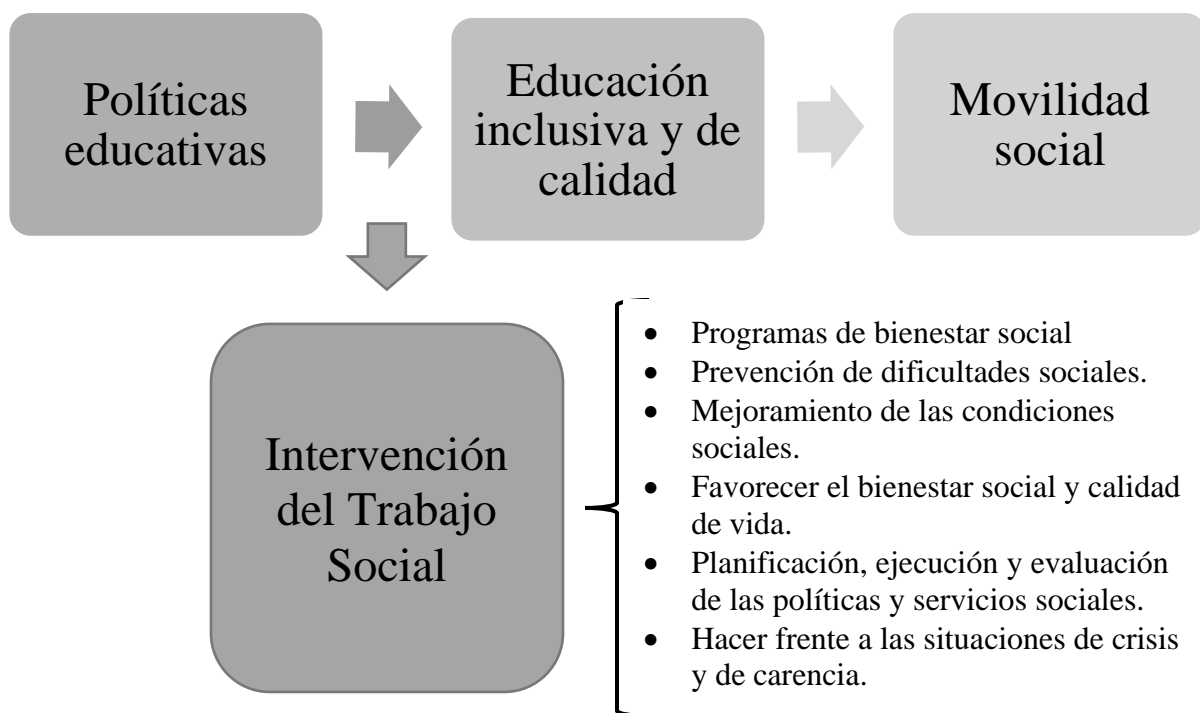 Políticas
educativas
Educación
inclusiva y de
calidad
Movilidad
social
Intervención
del Trabajo
Social
• Programas de bienestar social
• Prevención de dificultades sociales.
• Mejoramiento de las condiciones
sociales.
• Favorecer el bienestar social y calidad
de vida.
• Planificación, ejecución y evaluación
de las políticas y servicios sociales.
• Hacer frente a las situaciones de crisis
y de carencia.